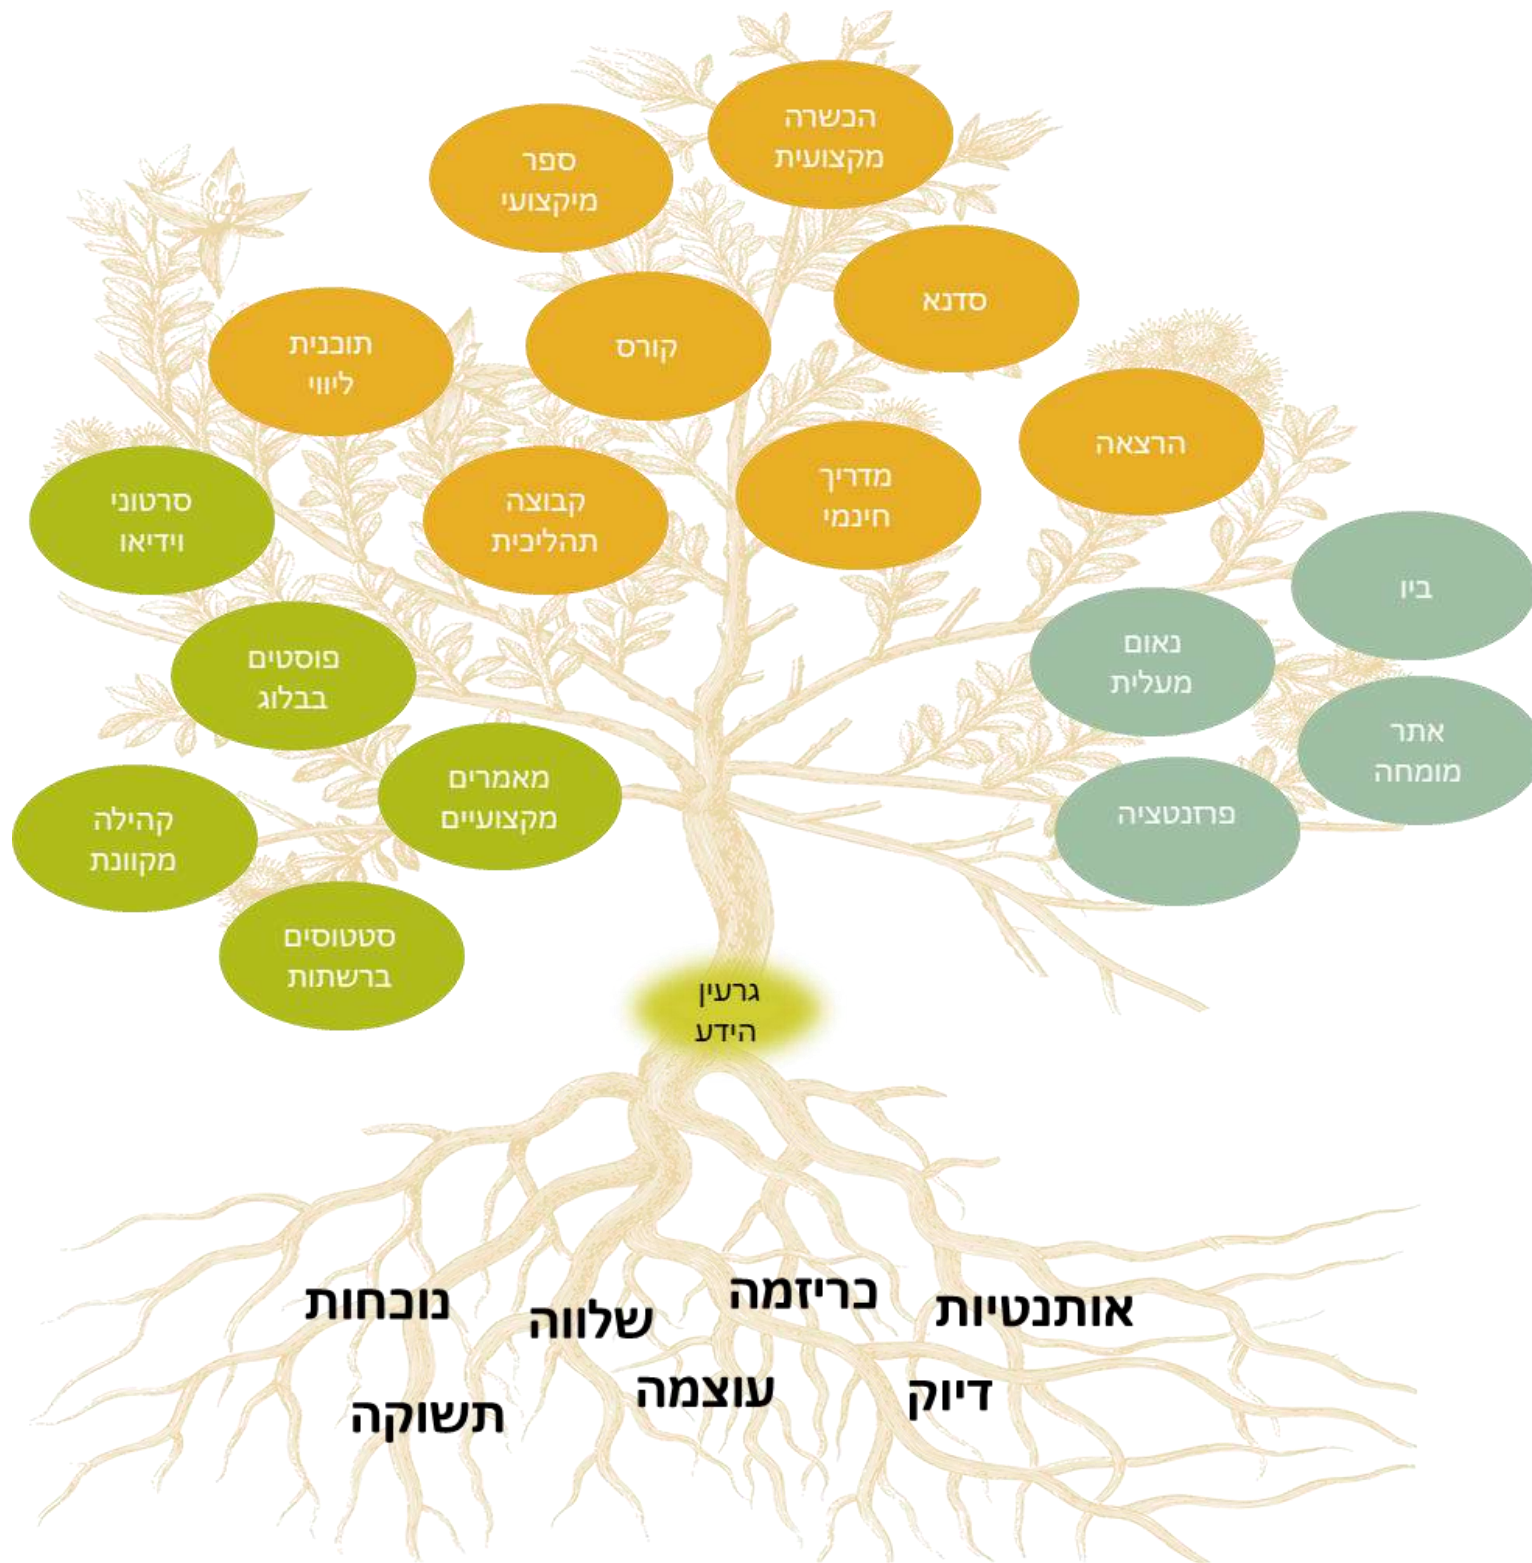 הכשרה
מקצועית
ספר
מיקצועי
סדנא
קורס
תוכנית
ליווי
הרצאה
מדריך
חינמי
קבוצה
תהליכית
סרטוני
וידיאו
ביו
נאום
מעלית
פוסטים
בבלוג
אתר
מומחה
מאמרים
מקצועיים
פרזנטציה
קהילה
מקוונת
סטטוסים
ברשתות
גרעין
הידע
אותנטיות
כריזמה
שלווה
נוכחות
דיוק
עוצמה
תשוקה